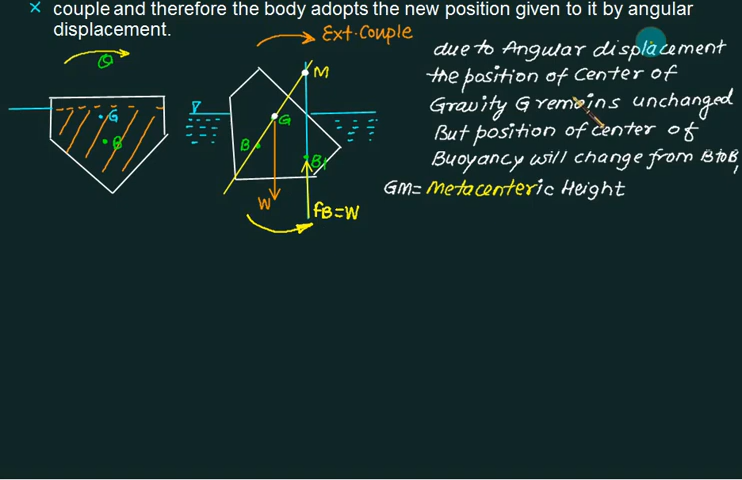 × couple and therefore the body adopts the new position given to it by angular
displacement.
Ext. Couple
θ
M
G
B
G
B
B1
W
fB=W
due to Angular displacement
the position of Center of
Gravity G remains unchanged
But position of center of
Buoyancy will change from B to B1
GM = Metacenteric Height